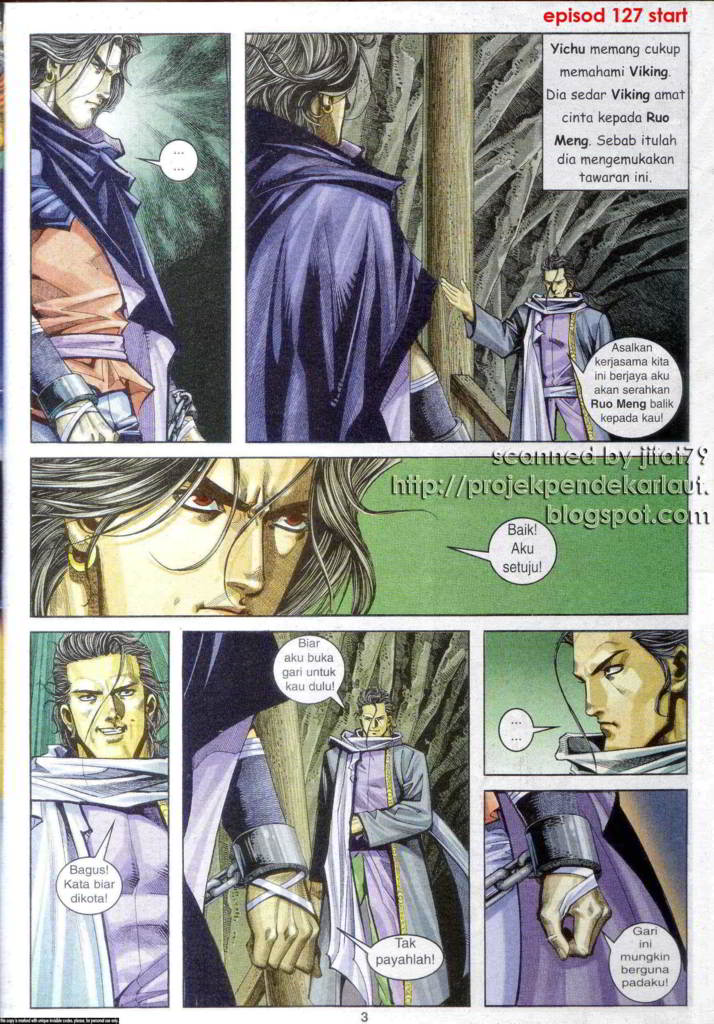 episod 127 start
...
...
Yichu memang cukup
memahami Viking.
Dia sedar Viking amat
cinta kepada Ruo
Meng. Sebab itulah
dia mengemukakan
tawaran ini.
Asalkan
kerjasama kita
ini berjaya aku
akan serahkan
Ruo Meng balik
kepada kau!
scanned by jitat79
http://projekpendekarlaut.
blogspot.com
Baik!
Aku
setuju!
Bagus!
Kata biar
dikota!
Biar
aku buka
gari untuk
kau dulu!
Tak
payahlah!
...
...
Gari
ini
mungkin
berguna
padaku!
3